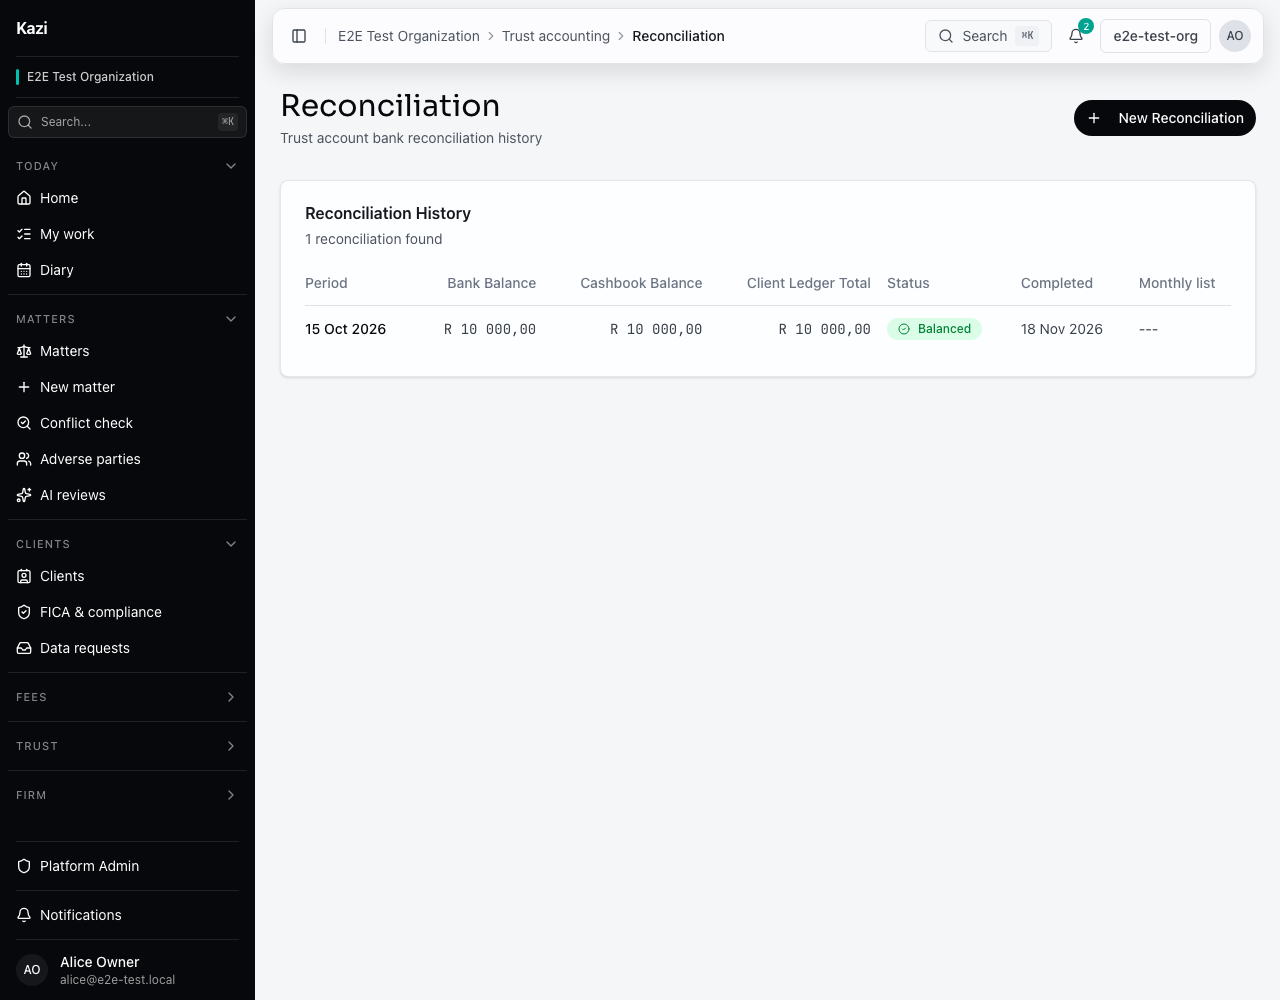 Kazi
E2E Test Organization
Search... ⌘K
TODAY
Home
My work
Diary
MATTERS
Matters
New matter
Conflict check
Adverse parties
AI reviews
CLIENTS
Clients
FICA & compliance
Data requests
FEES
TRUST
FIRM
Platform Admin
Notifications
AO
Alice Owner
alice@e2e-test.local
E2E Test Organization > Trust accounting > Reconciliation
Search ⌘K
2
e2e-test-org
AO
Reconciliation
Trust account bank reconciliation history
New Reconciliation
Reconciliation History
1 reconciliation found
Period Bank Balance Cashbook Balance Client Ledger Total Status Completed Monthly list
15 Oct 2026 R 10 000,00 R 10 000,00 R 10 000,00 Balanced 18 Nov 2026 ---